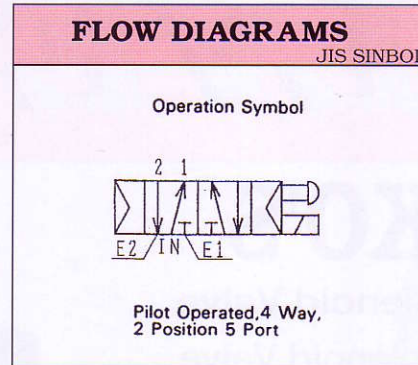 FLOW DIAGRAMS
JIS SINBOL
Operation Symbol
2 1
E2 IN E1
Pilot Operated,4 Way,
2 Position 5 Port